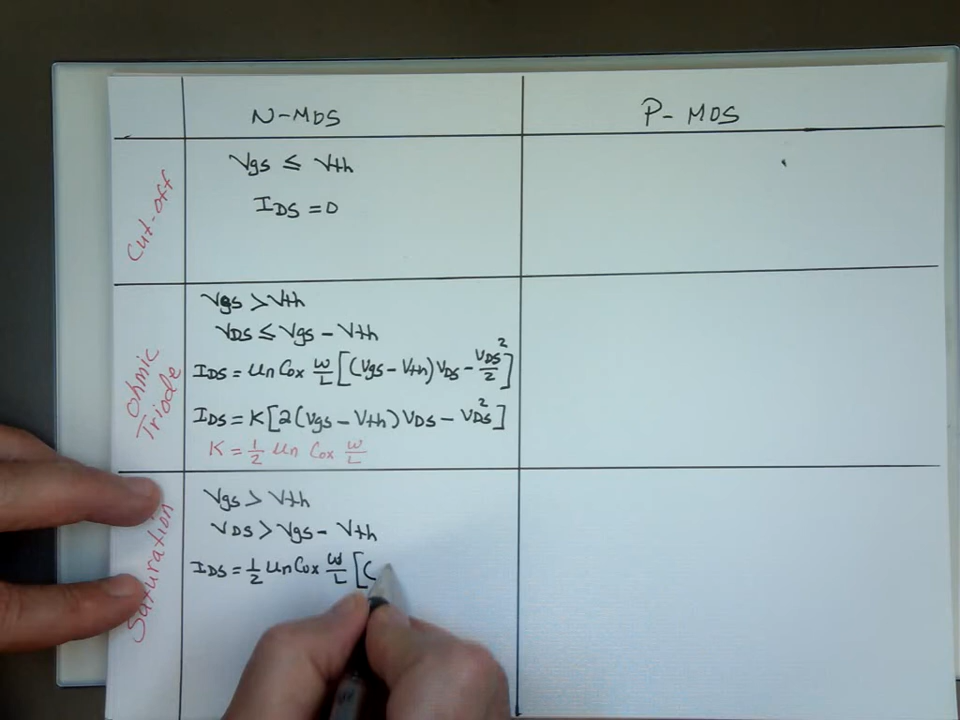 N-MOS P-MOS
Cut-off
Vgs ≤ Vth
IDS = 0
Ohmic
Triode
Vgs > Vth
VDS ≤ Vgs - Vth
IDS = un Cox W/L [(Vgs - Vth) VDS - VDS²/2]
IDS = K[2(Vgs - Vth) VDS - VDS²]
K = 1/2 un Cox W/L
Saturation
Vgs > Vth
VDS > Vgs - Vth
IDS = 1/2 un Cox W/L [(